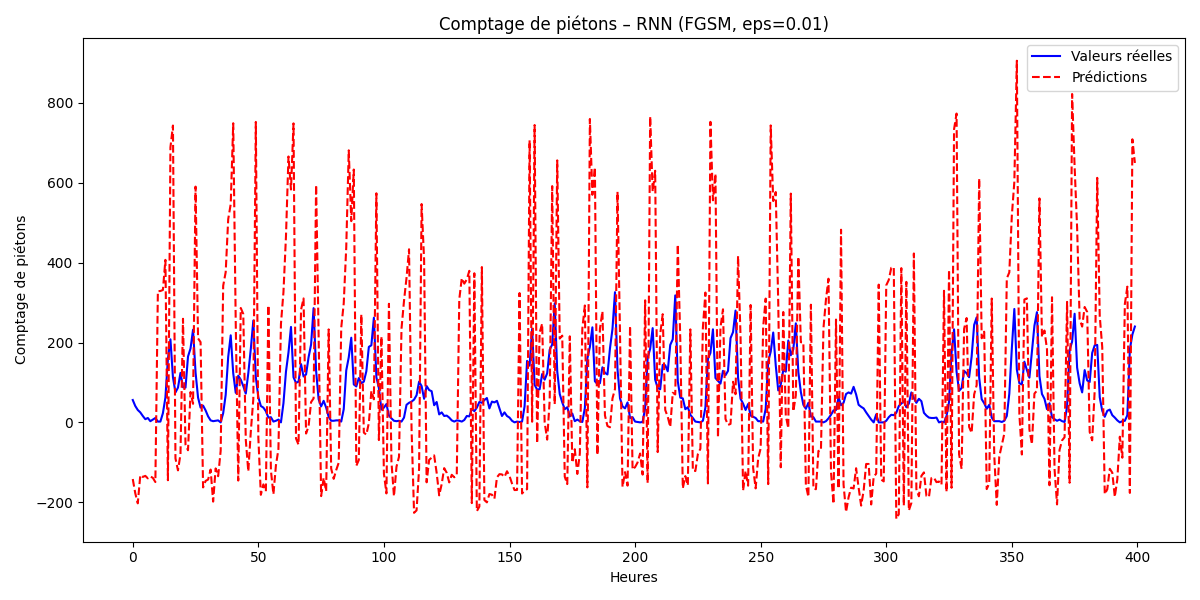 Comptage de piétons – RNN (FGSM, eps=0.01)
Valeurs réelles
Prédictions
Comptage de piétons
800
600
400
200
0
−200
0 50 100 150 200 250 300 350 400
Heures